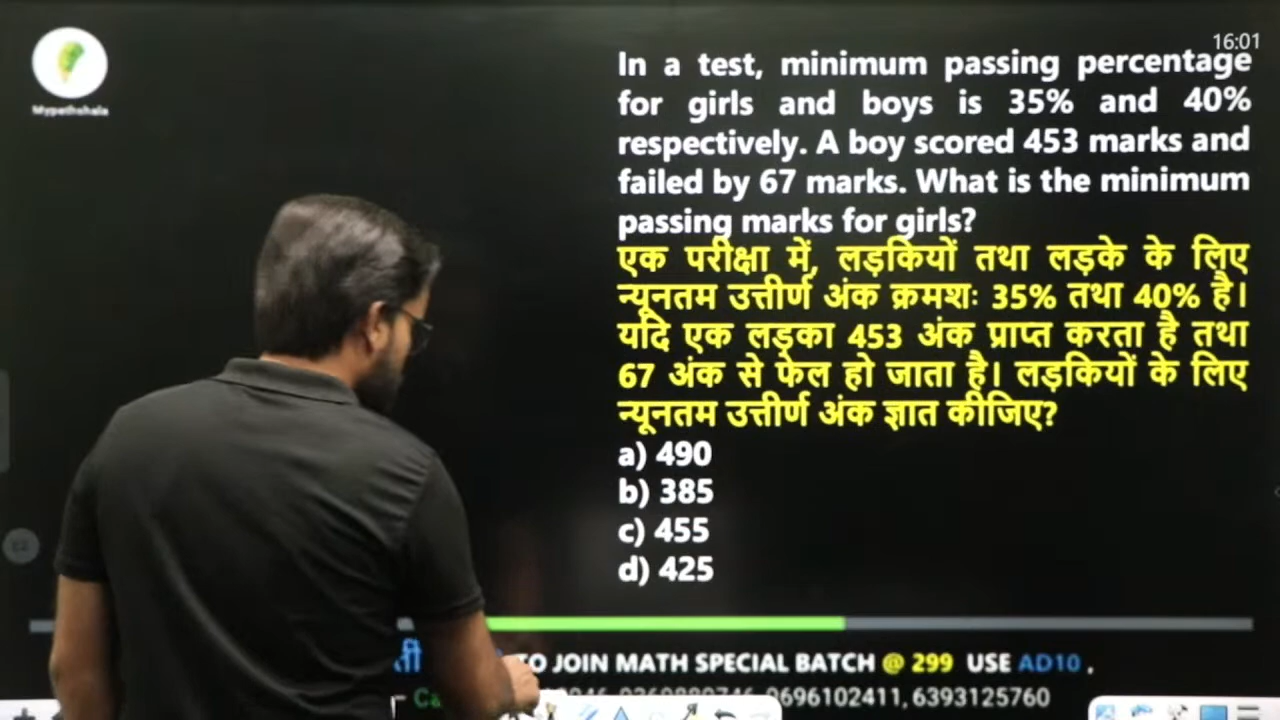 16:01
Mypathshala
In a test, minimum passing percentage
for girls and boys is 35% and 40%
respectively. A boy scored 453 marks and
failed by 67 marks. What is the minimum
passing marks for girls?
एक परीक्षा में, लड़कियों तथा लड़के के लिए
न्यूनतम उत्तीर्ण अंक क्रमशः 35% तथा 40% है।
यदि एक लड़का 453 अंक प्राप्त करता है तथा
67 अंक से फेल हो जाता है। लड़कियों के लिए
न्यूनतम उत्तीर्ण अंक ज्ञात कीजिए?
a) 490
b) 385
c) 455
d) 425
TO JOIN MATH SPECIAL BATCH @ 299 USE AD10 .
9696102411, 6393125760